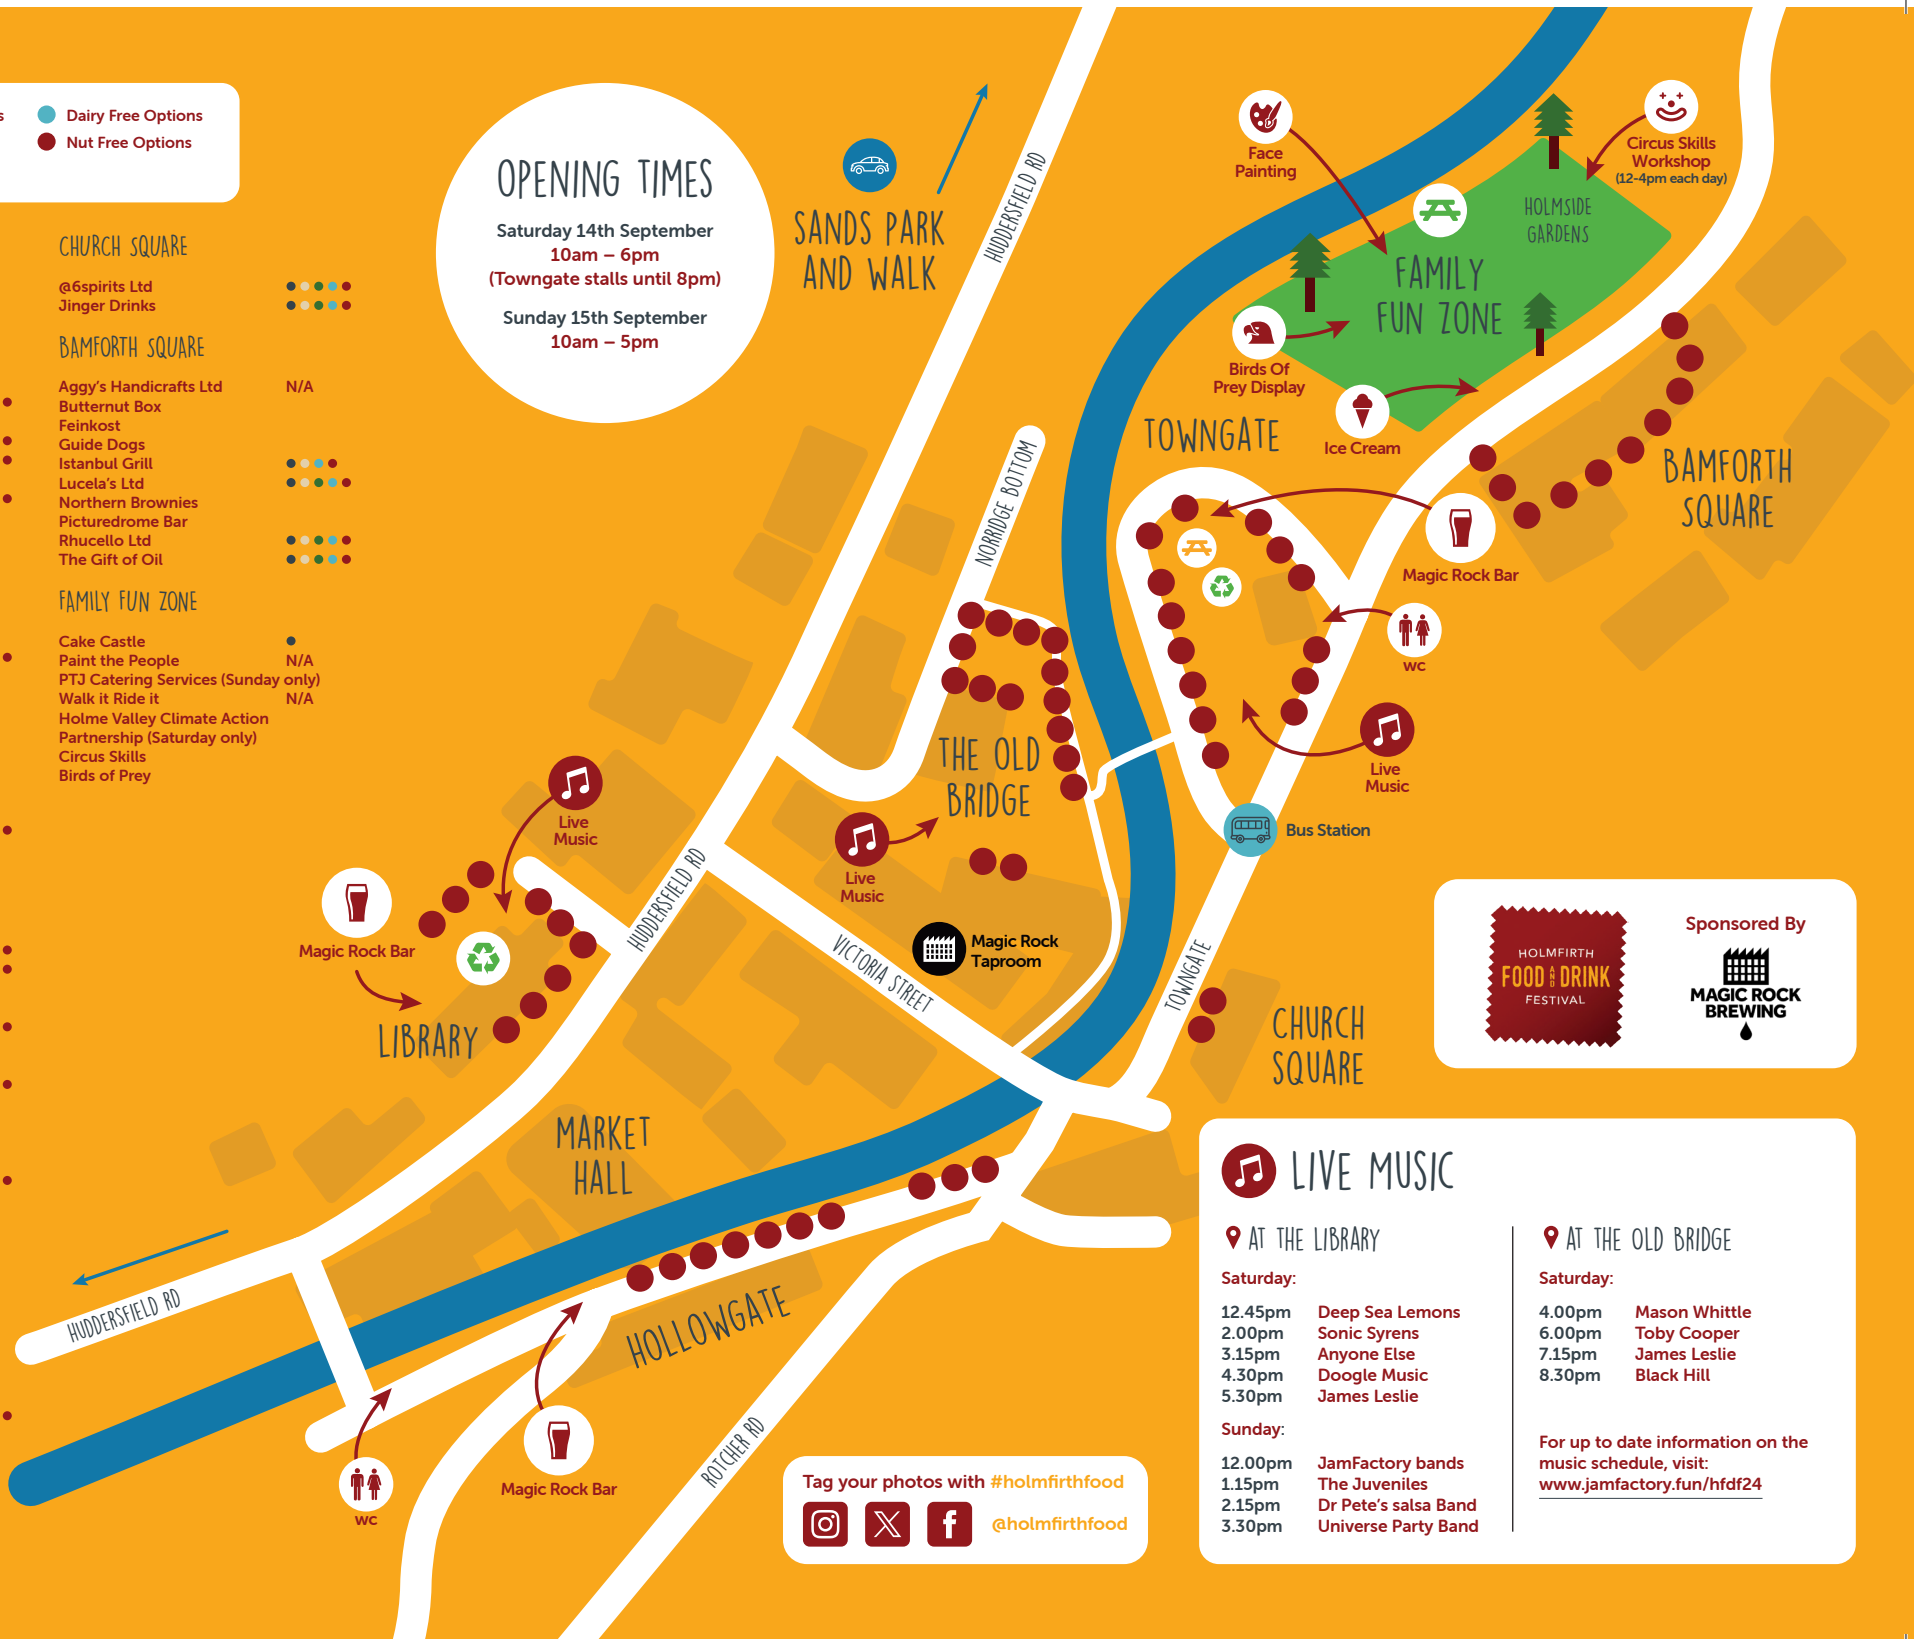 s
Dairy Free Options
Nut Free Options
CHURCH SQUARE
@6spirits Ltd
Jinger Drinks
BAMFORTH SQUARE
Aggy's Handicrafts Ltd N/A
Butternut Box
Feinkost
Guide Dogs
Istanbul Grill
Lucela's Ltd
Northern Brownies
Picturedrome Bar
Rhucello Ltd
The Gift of Oil
FAMILY FUN ZONE
Cake Castle
Paint the People N/A
PTJ Catering Services (Sunday only)
Walk it Ride it N/A
Holme Valley Climate Action
Partnership (Saturday only)
Circus Skills
Birds of Prey
OPENING TIMES
Saturday 14th September
10am – 6pm
(Towngate stalls until 8pm)
Sunday 15th September
10am – 5pm
SANDS PARK
AND WALK
HUDDERSFIELD RD
Face
Painting
Circus Skills
Workshop
(12-4pm each day)
HOLMSIDE
GARDENS
FAMILY
FUN ZONE
Birds Of
Prey Display
Ice Cream
TOWNGATE
NORRIDGE BOTTOM
BAMFORTH
SQUARE
Magic Rock Bar
WC
Live
Music
THE OLD
BRIDGE
Live
Music
Bus Station
Live
Music
Magic Rock Bar
LIBRARY
HUDDERSFIELD RD
VICTORIA STREET
Magic Rock
Taproom
TOWNGATE
CHURCH
SQUARE
MARKET
HALL
HUDDERSFIELD RD
HOLLOWGATE
ROTCHER RD
WC
Magic Rock Bar
HOLMFIRTH
FOOD AND DRINK
FESTIVAL
Sponsored By
MAGIC ROCK
BREWING
Tag your photos with #holmfirthfood
@holmfirthfood
LIVE MUSIC
AT THE LIBRARY
Saturday:
12.45pm Deep Sea Lemons
2.00pm Sonic Syrens
3.15pm Anyone Else
4.30pm Doogle Music
5.30pm James Leslie
Sunday:
12.00pm JamFactory bands
1.15pm The Juveniles
2.15pm Dr Pete's salsa Band
3.30pm Universe Party Band
AT THE OLD BRIDGE
Saturday:
4.00pm Mason Whittle
6.00pm Toby Cooper
7.15pm James Leslie
8.30pm Black Hill
For up to date information on the
music schedule, visit:
www.jamfactory.fun/hfdf24